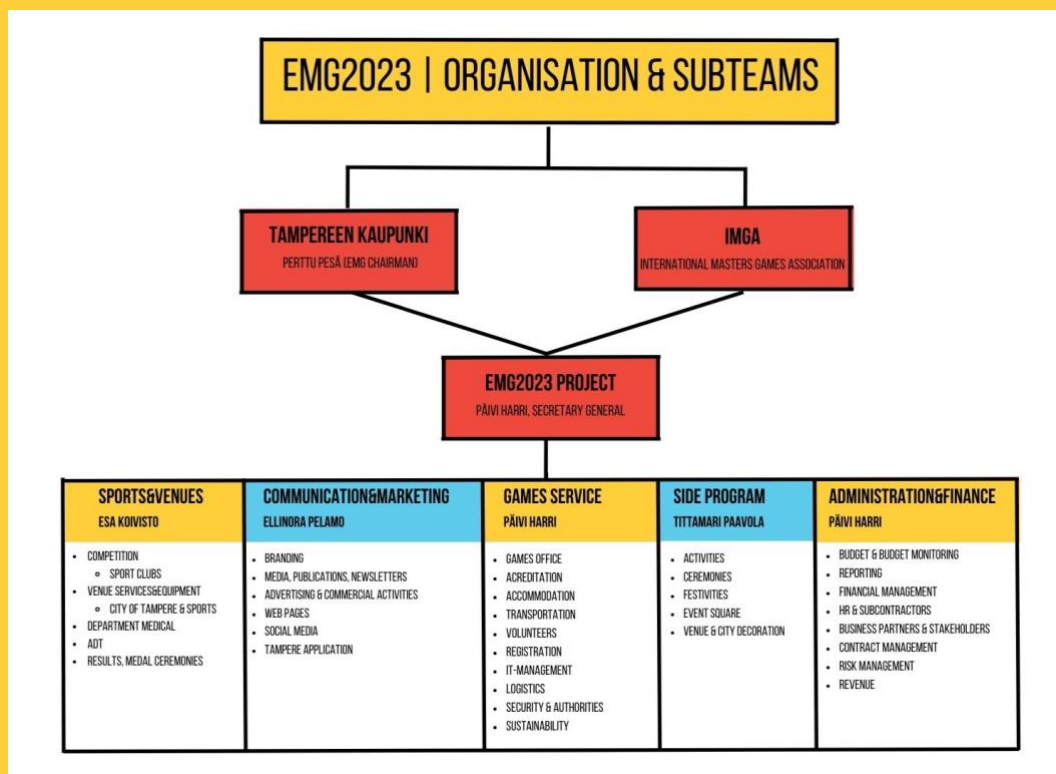 EMG2023 | ORGANISATION & SUBTEAMS
TAMPEREEN KAUPUNKI
PERTTU PESÄ (EMG CHAIRMAN)
IMGA
INTERNATIONAL MASTERS GAMES ASSOCIATION
EMG2023 PROJECT
PÄIVI HARRI, SECRETARY GENERAL
SPORTS&VENUES
ESA KOIVISTO
• COMPETITION
○ SPORT CLUBS
• VENUE SERVICES&EQUIPMENT
○ CITY OF TAMPERE & SPORTS
• DEPARTMENT MEDICAL
• ADT
• RESULTS, MEDAL CEREMONIES
COMMUNICATION&MARKETING
ELLINORA PELAMO
• BRANDING
• MEDIA, PUBLICATIONS, NEWSLETTERS
• ADVERTISING & COMMERCIAL ACTIVITIES
• WEB PAGES
• SOCIAL MEDIA
• TAMPERE APPLICATION
GAMES SERVICE
PÄIVI HARRI
• GAMES OFFICE
• ACREDITATION
• ACCOMMODATION
• TRANSPORTATION
• VOLUNTEERS
• REGISTRATION
• IT-MANAGEMENT
• LOGISTICS
• SECURITY & AUTHORITIES
• SUSTAINABILITY
SIDE PROGRAM
TITTAMARI PAAVOLA
• ACTIVITIES
• CEREMONIES
• FESTIVITIES
• EVENT SQUARE
• VENUE & CITY DECORATION
ADMINISTRATION&FINANCE
PÄIVI HARRI
• BUDGET & BUDGET MONITORING
• REPORTING
• FINANCIAL MANAGEMENT
• HR & SUBCONTRACTORS
• BUSINESS PARTNERS & STAKEHOLDERS
• CONTRACT MANAGEMENT
• RISK MANAGEMENT
• REVENUE